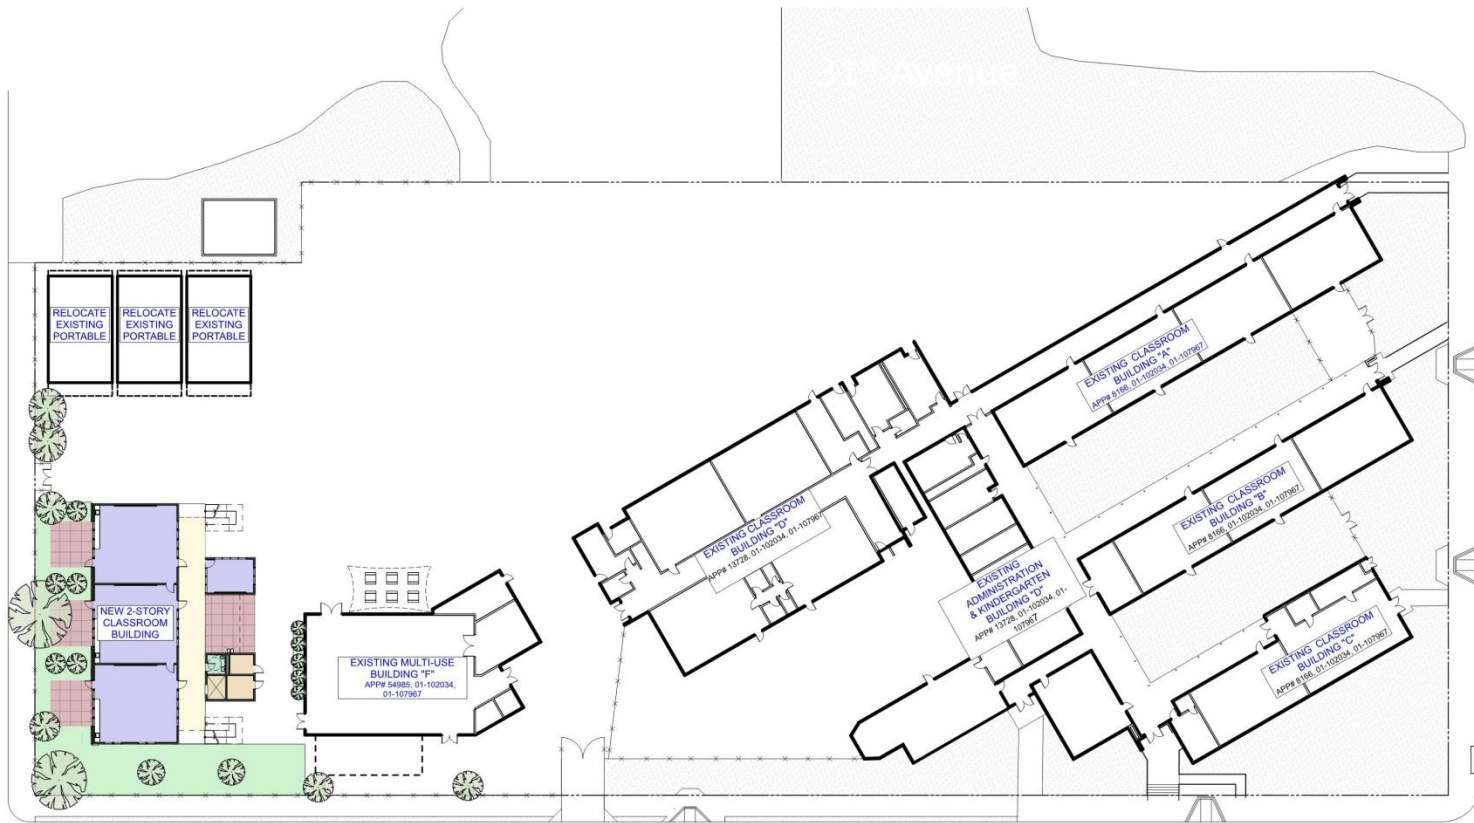 31st Avenue
RELOCATE
EXISTING
PORTABLE
RELOCATE
EXISTING
PORTABLE
RELOCATE
EXISTING
PORTABLE
EXISTING CLASSROOM
BUILDING "A"
APP# 8166, 01-102034, 01-107967
EXISTING CLASSROOM
BUILDING "B"
APP# 8166, 01-102034, 01-107967
EXISTING CLASSROOM
BUILDING "D"
APP# 13728, 01-102034, 01-107967
EXISTING
ADMINISTRATION
& KINDERGARTEN
BUILDING "D"
APP# 13728, 01-102034, 01-
107967
NEW 2-STORY
CLASSROOM
BUILDING
EXISTING MULTI-USE
BUILDING "F"
APP# 54985, 01-102034,
01-107967
EXISTING CLASSROOM
BUILDING "C"
APP# 8166, 01-102034, 01-107967